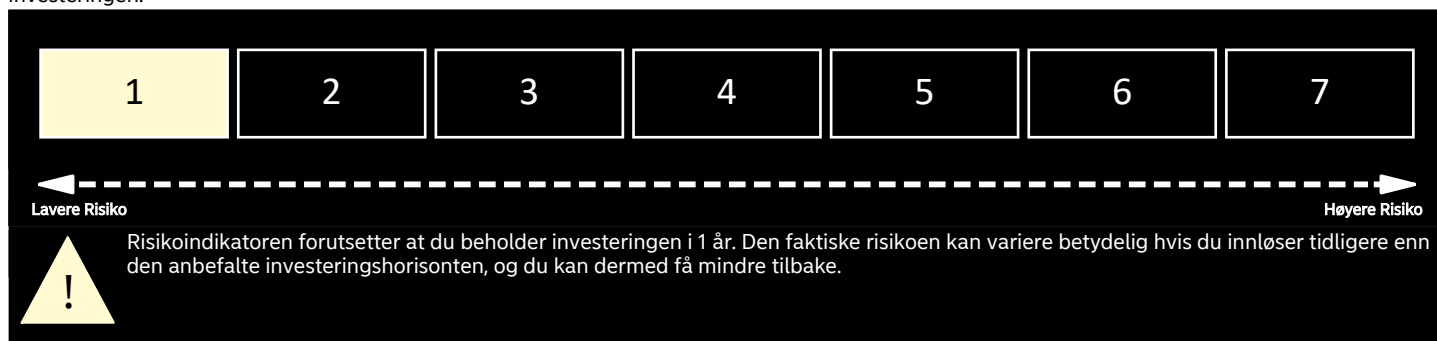 investeringen.
1 2 3 4 5 6 7
Lavere Risiko Høyere Risiko
Risikoindikatoren forutsetter at du beholder investeringen i 1 år. Den faktiske risikoen kan variere betydelig hvis du innløser tidligere enn
den anbefalte investeringshorisonten, og du kan dermed få mindre tilbake.
!